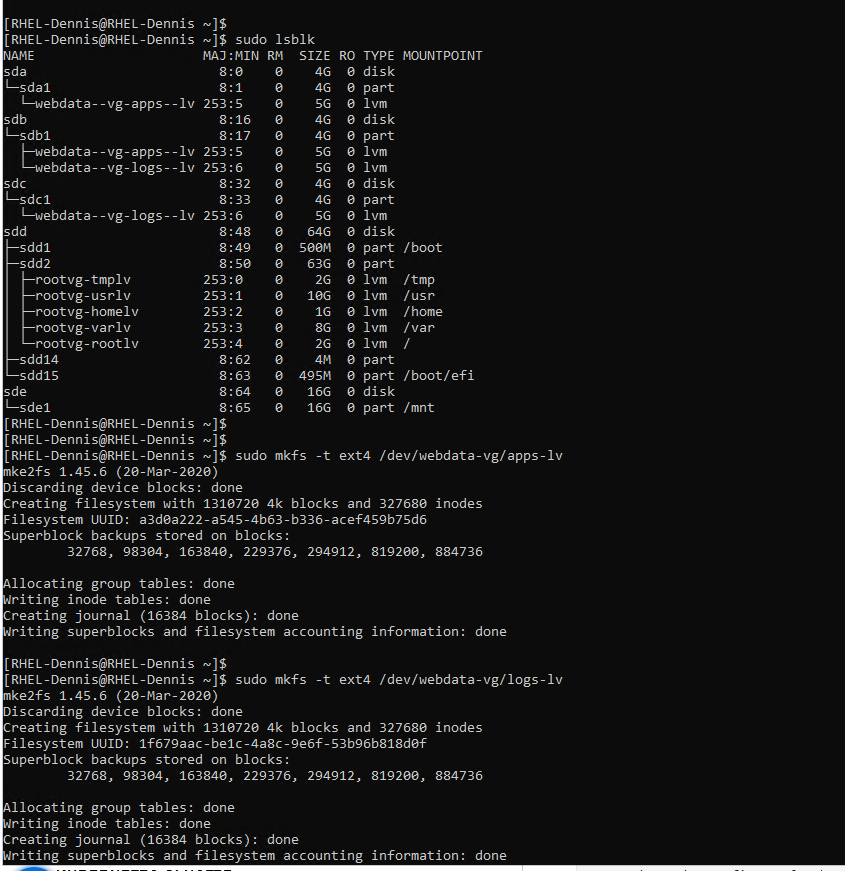 [RHEL-Dennis@RHEL-Dennis ~]$
[RHEL-Dennis@RHEL-Dennis ~]$ sudo lsblk
NAME                     MAJ:MIN RM  SIZE RO TYPE MOUNTPOINT
sda                        8:0    0    4G  0 disk
└─sda1                     8:1    0    4G  0 part
  └─webdata--vg-apps--lv 253:5    0    5G  0 lvm
sdb                        8:16   0    4G  0 disk
└─sdb1                     8:17   0    4G  0 part
  ├─webdata--vg-apps--lv 253:5    0    5G  0 lvm
  └─webdata--vg-logs--lv 253:6    0    5G  0 lvm
sdc                        8:32   0    4G  0 disk
└─sdc1                     8:33   0    4G  0 part
  └─webdata--vg-logs--lv 253:6    0    5G  0 lvm
sdd                        8:48   0   64G  0 disk
├─sdd1                     8:49   0  500M  0 part /boot
├─sdd2                     8:50   0   63G  0 part
│ ├─rootvg-tmplv         253:0    0    2G  0 lvm  /tmp
│ ├─rootvg-usrlv         253:1    0   10G  0 lvm  /usr
│ ├─rootvg-homelv        253:2    0    1G  0 lvm  /home
│ ├─rootvg-varlv         253:3    0    8G  0 lvm  /var
│ └─rootvg-rootlv        253:4    0    2G  0 lvm  /
├─sdd14                    8:62   0    4M  0 part
└─sdd15                    8:63   0  495M  0 part /boot/efi
sde                        8:64   0   16G  0 disk
└─sde1                     8:65   0   16G  0 part /mnt
[RHEL-Dennis@RHEL-Dennis ~]$
[RHEL-Dennis@RHEL-Dennis ~]$
[RHEL-Dennis@RHEL-Dennis ~]$ sudo mkfs -t ext4 /dev/webdata-vg/apps-lv
mke2fs 1.45.6 (20-Mar-2020)
Discarding device blocks: done
Creating filesystem with 1310720 4k blocks and 327680 inodes
Filesystem UUID: a3d0a222-a545-4b63-b336-acef459b75d6
Superblock backups stored on blocks:
        32768, 98304, 163840, 229376, 294912, 819200, 884736
Allocating group tables: done
Writing inode tables: done
Creating journal (16384 blocks): done
Writing superblocks and filesystem accounting information: done
[RHEL-Dennis@RHEL-Dennis ~]$
[RHEL-Dennis@RHEL-Dennis ~]$ sudo mkfs -t ext4 /dev/webdata-vg/logs-lv
mke2fs 1.45.6 (20-Mar-2020)
Discarding device blocks: done
Creating filesystem with 1310720 4k blocks and 327680 inodes
Filesystem UUID: 1f679aac-be1c-4a8c-9e6f-53b96b818d0f
Superblock backups stored on blocks:
        32768, 98304, 163840, 229376, 294912, 819200, 884736
Allocating group tables: done
Writing inode tables: done
Creating journal (16384 blocks): done
Writing superblocks and filesystem accounting information: done